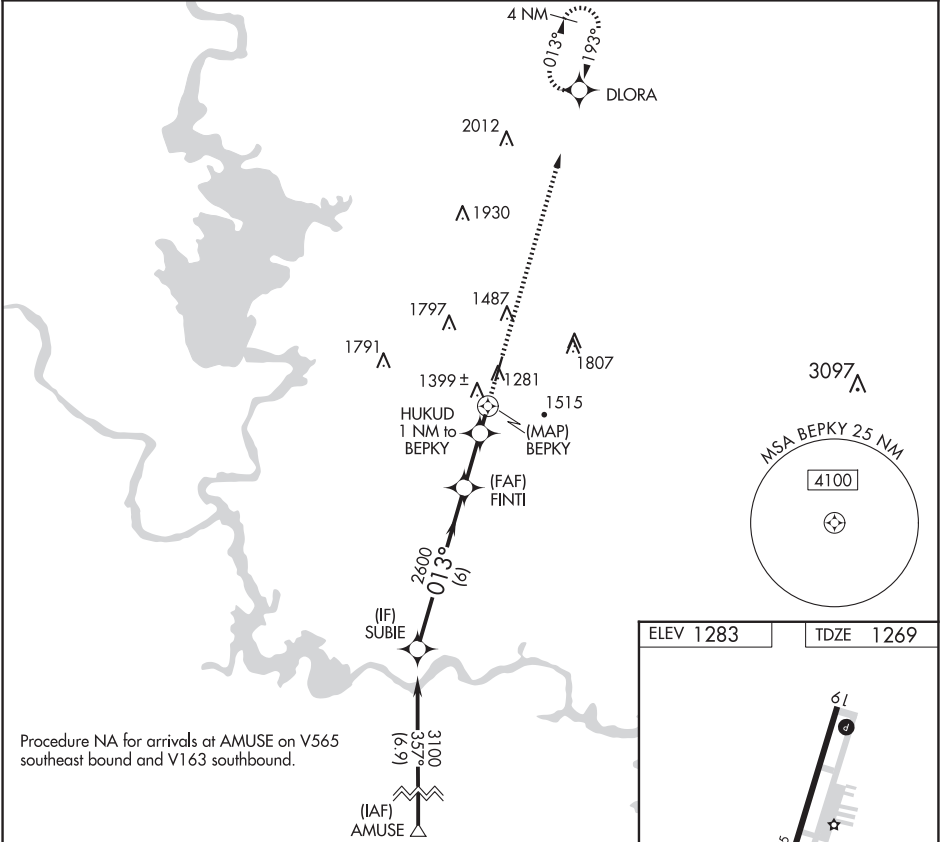 4 NM
013°
193°
DLORA
2012
1930
1487
1797
1807
1791
1281
1399 ±
3097
1515
HUKUD
1 NM to
BEPKY
(MAP)
BEPKY
MSA BEPKY 25 NM
4100
(FAF)
FINTI
2600
013°
(6)
(IF)
SUBIE
ELEV 1283
TDZE 1269
19
P
3100
357°
(6.9)
Procedure NA for arrivals at AMUSE on V565
southeast bound and V163 southbound.
(IAF)
AMUSE